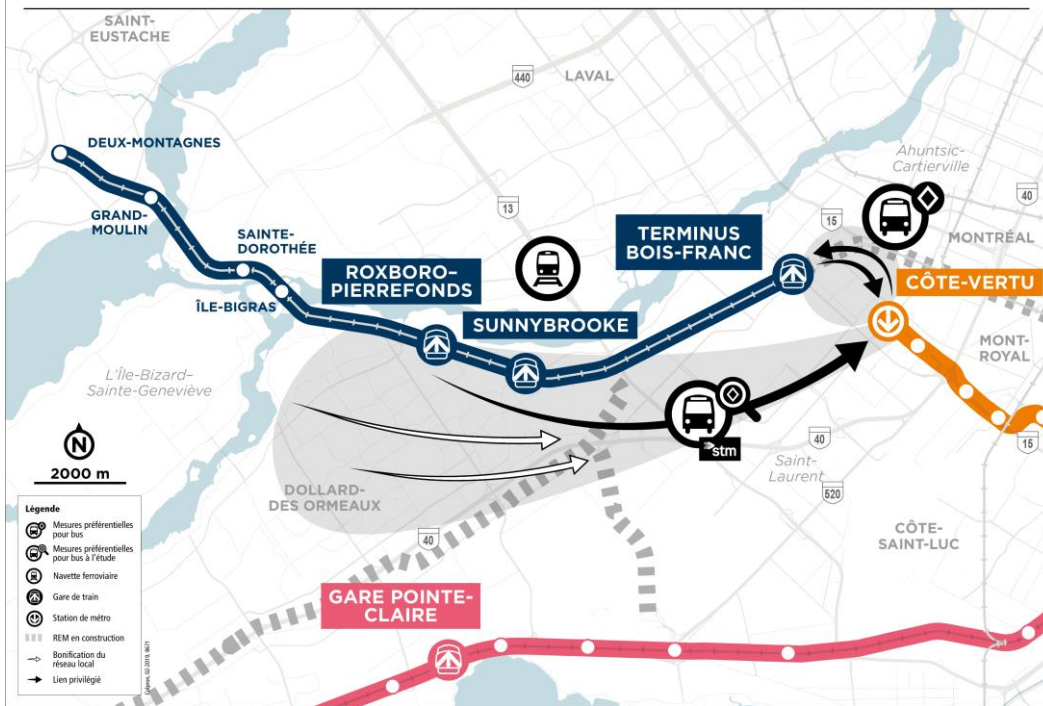 SAINT-
EUSTACHE
440
LAVAL
DEUX-MONTAGNES
Ahuntsic-
Cartierville
40
GRAND-
MOULIN
13
15
SAINTE-
DOROTHÉE
TERMINUS
BOIS-FRANC
MONTRÉAL
ROXBORO–
PIERREFONDS
CÔTE-VERTU
ÎLE-BIGRAS
SUNNYBROOKE
MONT-
ROYAL
L'Île-Bizard–
Sainte-Geneviève
stm
40
15
N
2000 m
Saint-
Laurent
520
DOLLARD-
DES ORMEAUX
40
CÔTE-
SAINT-LUC
GARE POINTE-
CLAIRE
Légende
Mesures préférentielles
pour bus
Mesures préférentielles
pour bus à l'étude
Navette ferroviaire
Gare de train
Station de métro
REM en construction
Bonification du
réseau local
Lien privilégié